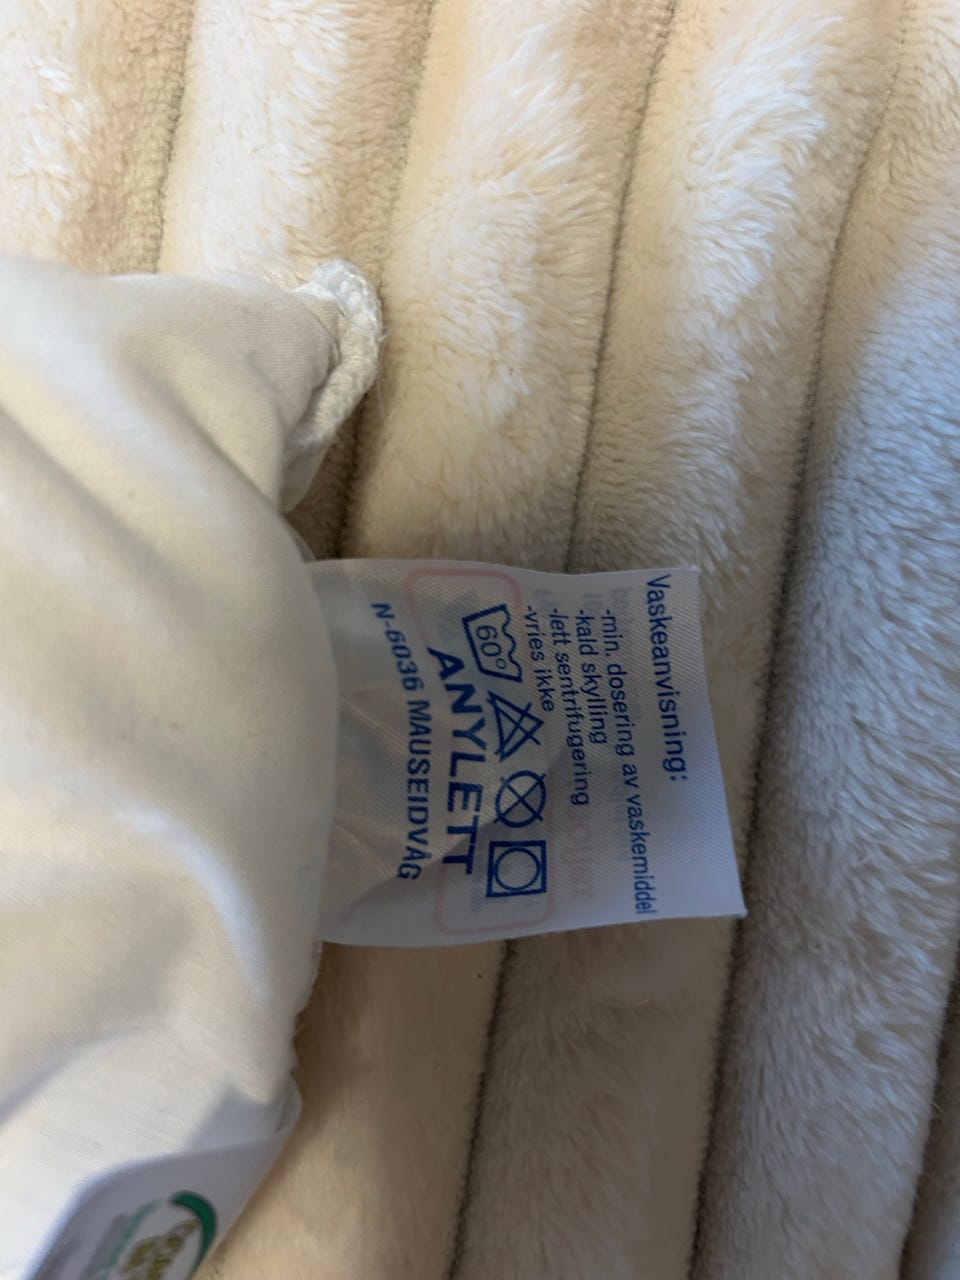 Vaskeanvisning:
-min. dosering av vaskemiddel
-kald skylling
-lett sentrifugering
-vries ikke
60°
ANYLETT
N-6036 MAUSEIDVÅG